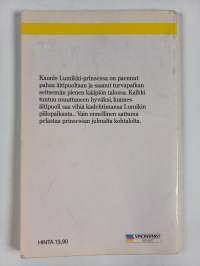 Kaunis Lumikki-prinsessa on paennut
pahaa äitipuoltaan ja saanut turvapaikan
seitsemän pienen kääpiön talossa. Kaikki
tuntuu muuttuneen hyväksi, kunnes
äitipuoli saa vihiä kadehtimansa Lumikin
piilopaikasta... Vain onnellinen sattuma
pelastaa prinsessan julmalta kohtalolta.
HINTA 13,90